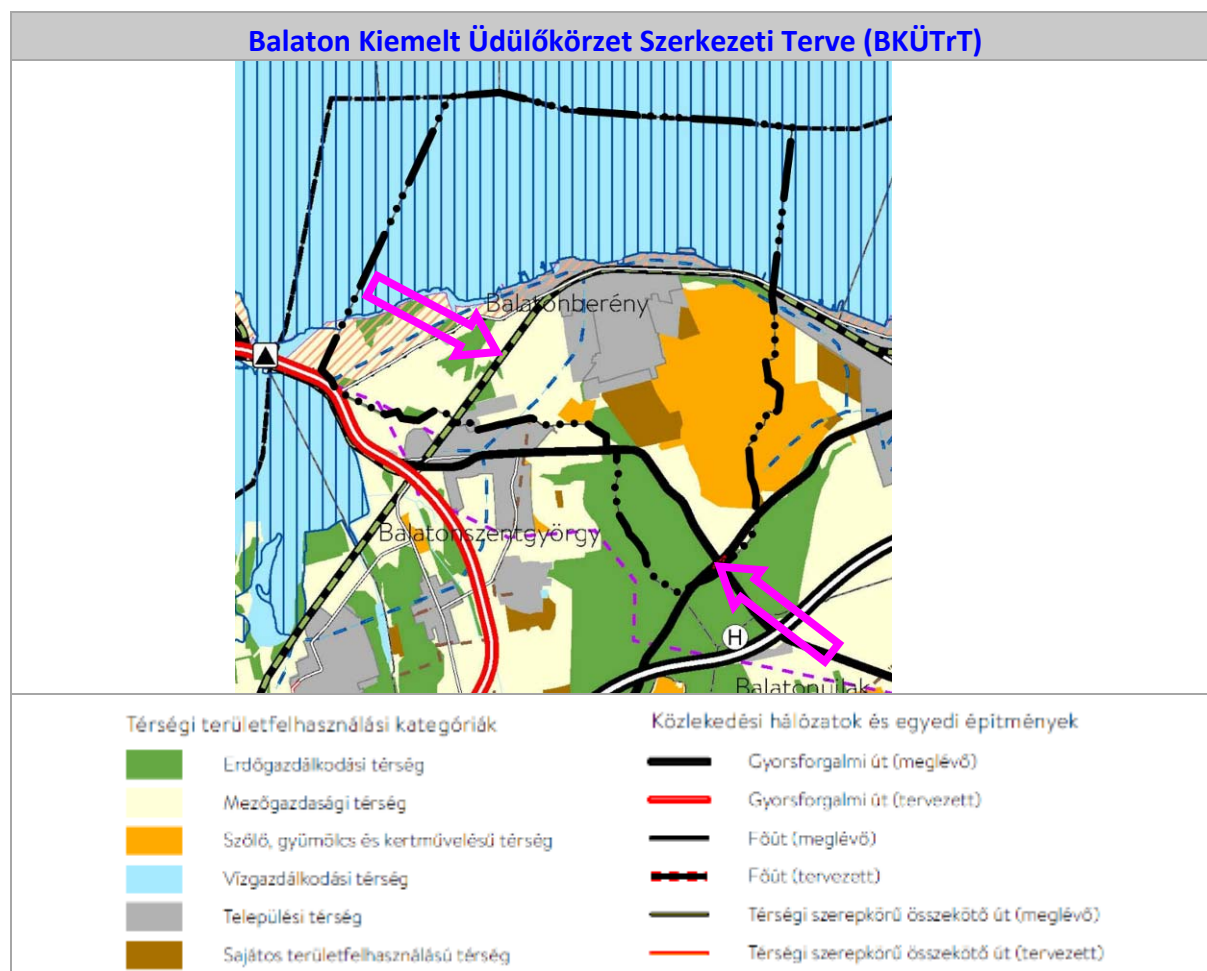 Balaton Kiemelt Üdülőkörzet Szerkezeti Terve (BKÜTrT)
Balatonberény
Balatonszentgyörgy
H
Balatonújlak
Térségi területfelhasználási kategóriák
Erdőgazdálkodási térség
Mezőgazdasági térség
Szőlő, gyümölcs és kertművelésű térség
Vízgazdálkodási térség
Települési térség
Sajátos területfelhasználású térség
Közlekedési hálózatok és egyedi építmények
Gyorsforgalmi út (meglévő)
Gyorsforgalmi út (tervezett)
Főút (meglévő)
Főút (tervezett)
Térségi szerepkörű összekötő út (meglévő)
Térségi szerepkörű összekötő út (tervezett)